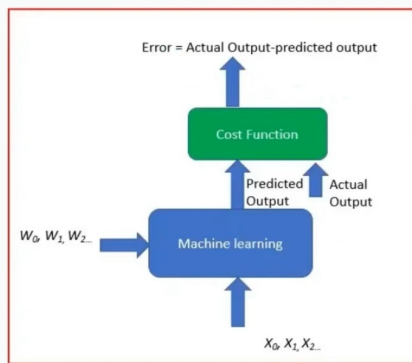 Error = Actual Output-predicted output
Cost Function
Predicted
Output
Actual
Output
W₀, W₁, W₂...
Machine learning
X₀, X₁, X₂...